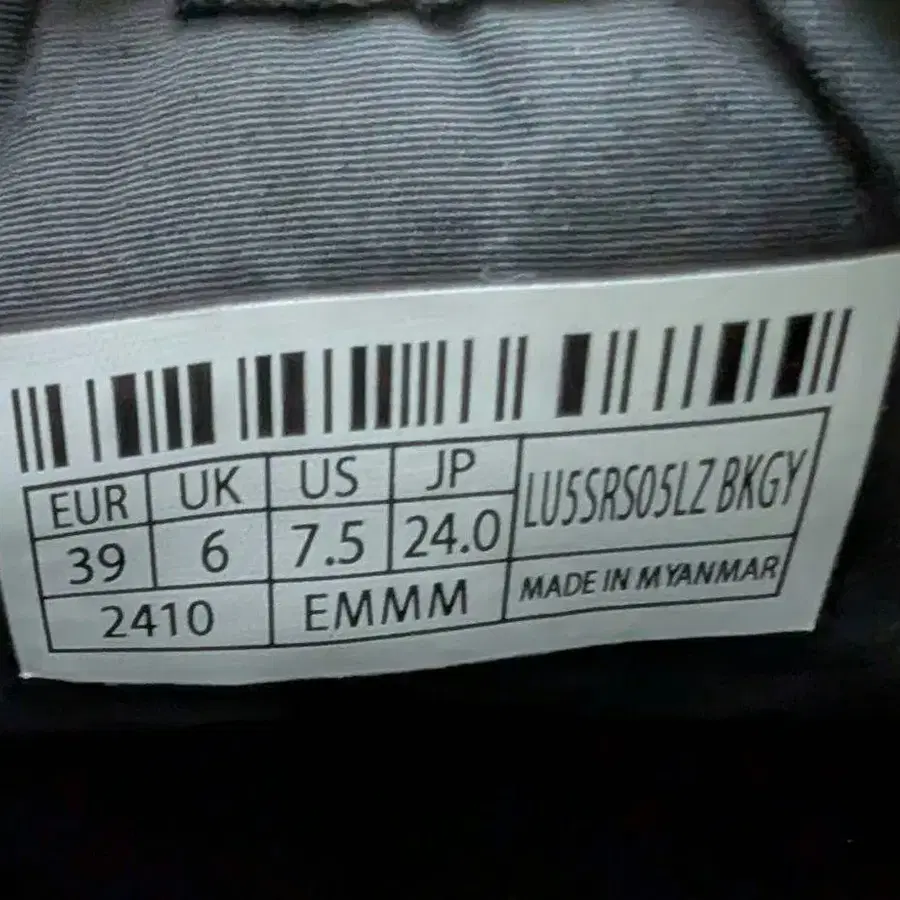 EUR UK US JP LU5SRS05LZ BKGY
39 6 7.5 24.0
2410 EMMM MADE IN MYANMAR